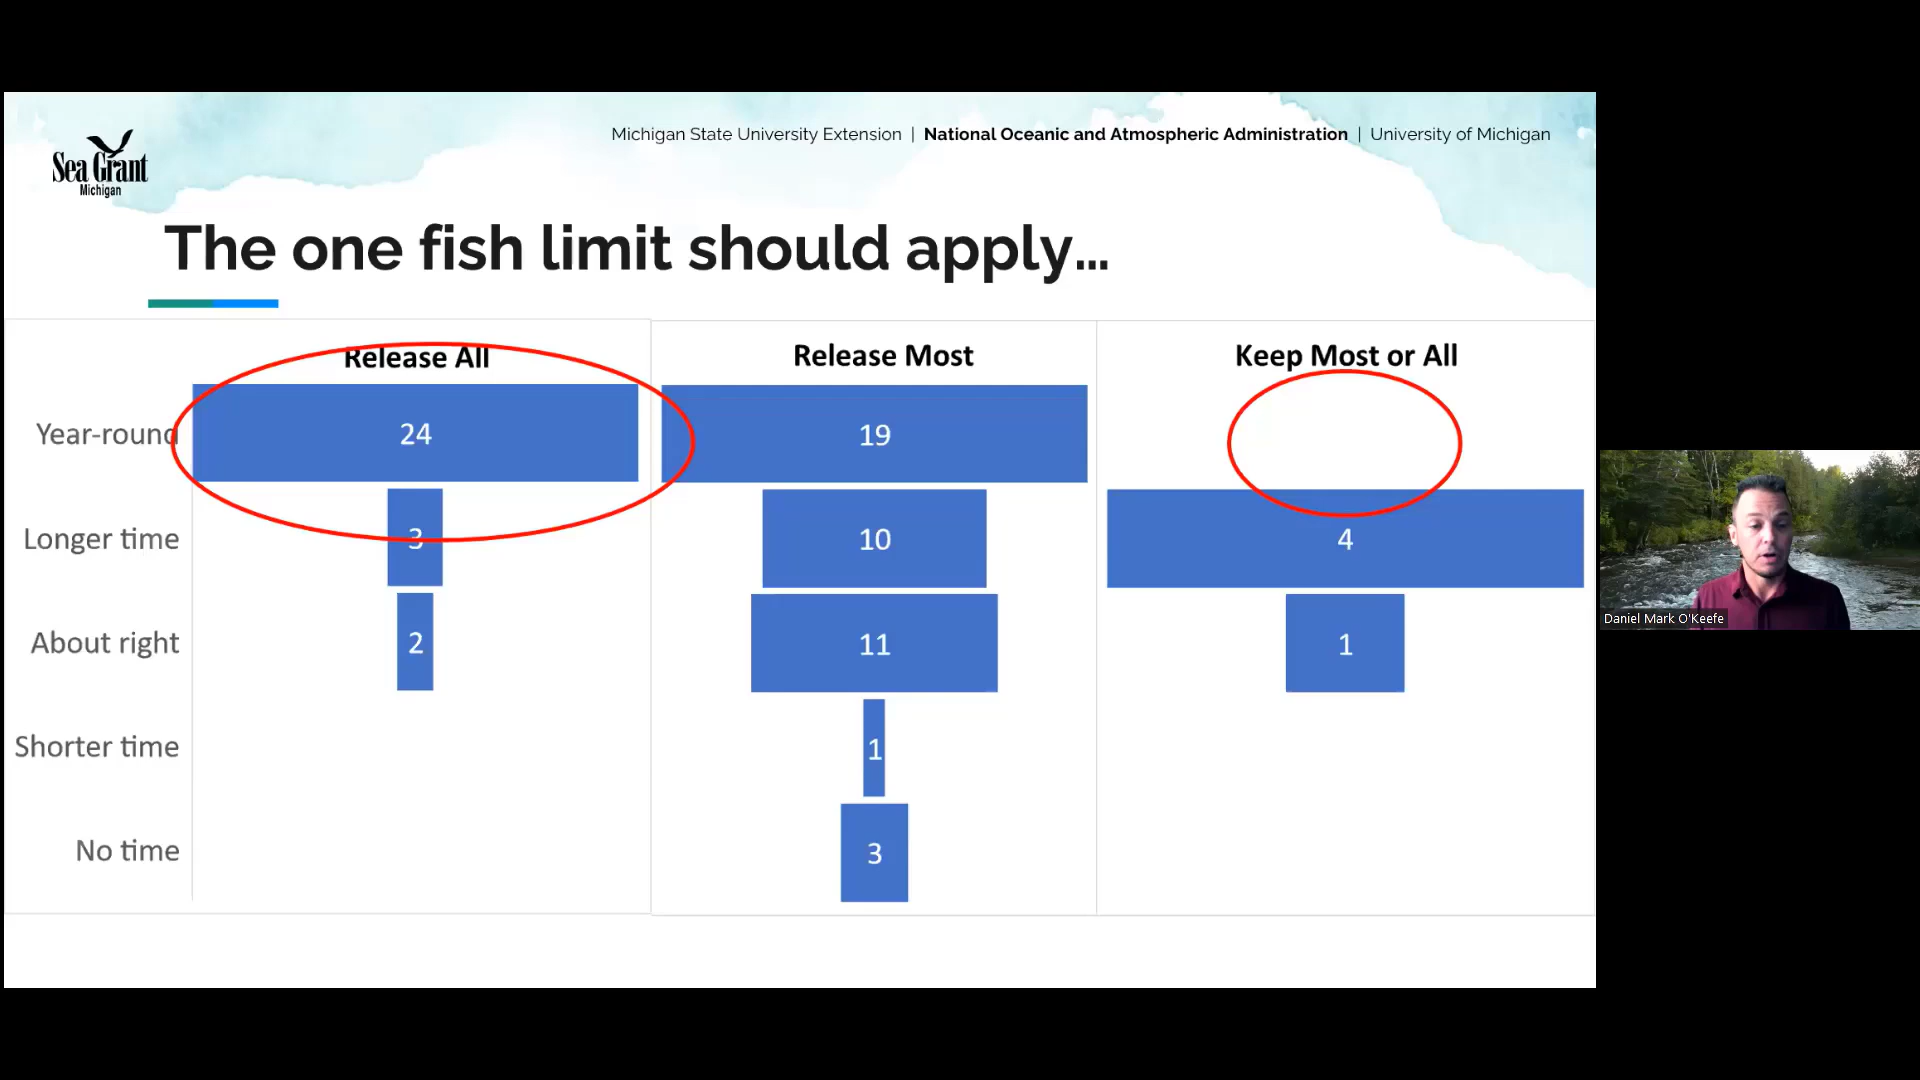 Michigan State University Extension | National Oceanic and Atmospheric Administration | University of Michigan
Sea Grant
Michigan
The one fish limit should apply...
Release All
Release Most
Keep Most or All
Year-round
24
19
Longer time
3
10
4
About right
2
11
1
Shorter time
1
No time
3
Daniel Mark O'Keefe